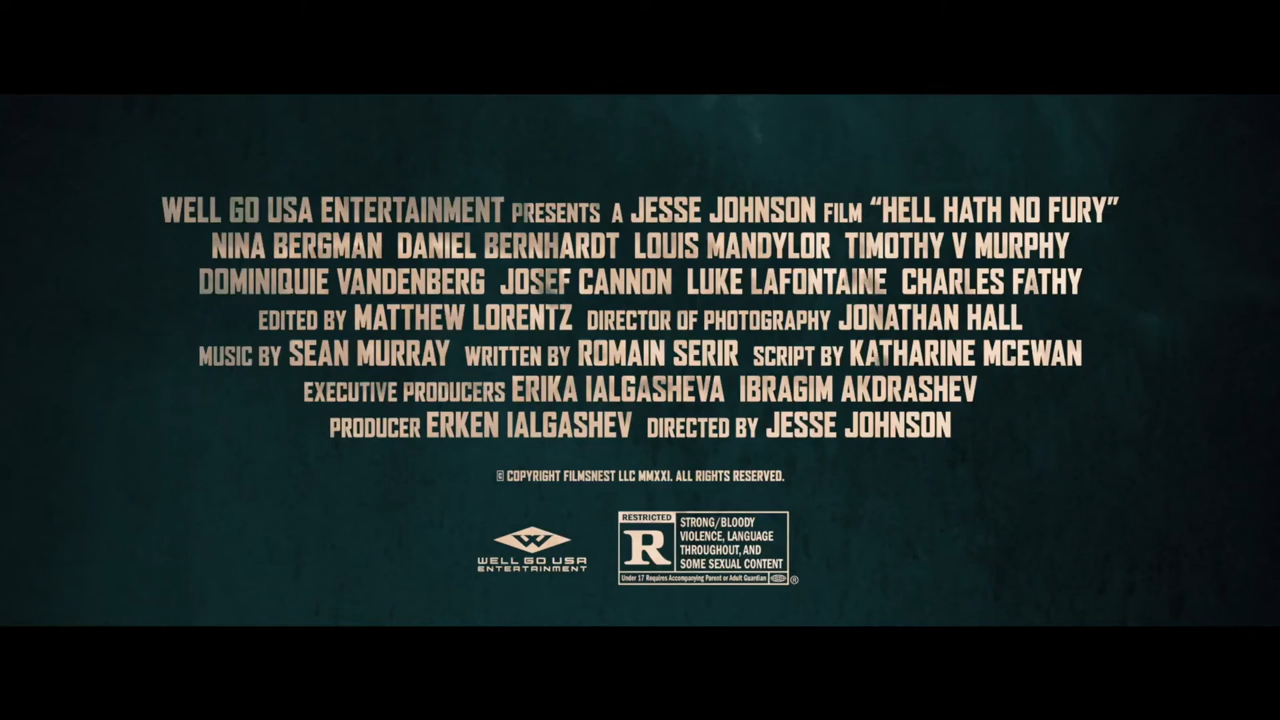 WELL GO USA ENTERTAINMENT PRESENTS A JESSE JOHNSON FILM “HELL HATH NO FURY”
NINA BERGMAN DANIEL BERNHARDT LOUIS MANDYLOR TIMOTHY V MURPHY
DOMINIQUIE VANDENBERG JOSEF CANNON LUKE LAFONTAINE CHARLES FATHY
EDITED BY MATTHEW LORENTZ DIRECTOR OF PHOTOGRAPHY JONATHAN HALL
MUSIC BY SEAN MURRAY WRITTEN BY ROMAIN SERIR SCRIPT BY KATHARINE MCEWAN
EXECUTIVE PRODUCERS ERIKA IALGASHEVA IBRAGIM AKDRASHEV
PRODUCER ERKEN IALGASHEV DIRECTED BY JESSE JOHNSON
© COPYRIGHT FILMSNEST LLC MMXXI. ALL RIGHTS RESERVED.
WELL GO USA
ENTERTAINMENT
RESTRICTED
R
STRONG/BLOODY
VIOLENCE, LANGUAGE
THROUGHOUT, AND
SOME SEXUAL CONTENT
Under 17 Requires Accompanying Parent or Adult Guardian
®